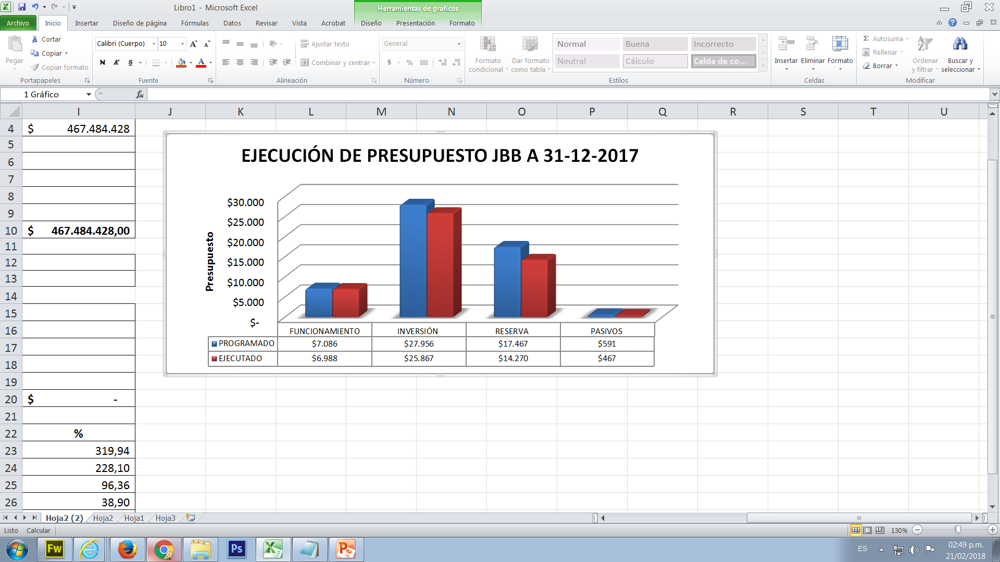 Libro1 - Microsoft Excel
Herramientas de gráficos
Archivo Inicio Insertar Diseño de página Fórmulas Datos Revisar Vista Acrobat Diseño Presentación Formato
Pegar
Cortar
Copiar
Copiar formato
Portapapeles
Calibri (Cuerpo) 10
N K S
Fuente
Ajustar texto
Combinar y centrar
Alineación
General
$ % 000
Número
Formato condicional
Dar formato como tabla
Normal Buena Incorrecto
Neutral Cálculo Celda de co...
Estilos
Insertar Eliminar Formato
Celdas
Autosuma
Rellenar
Borrar
Ordenar y filtrar
Buscar y seleccionar
Modificar
1 Gráfico fx
I J K L M N O P Q R S T U
4 $ 467.484.428
5
6
7
8
9
10 $ 467.484.428,00
11
12
13
14
15
16
17
18
19
20 $ -
21
22 %
23 319,94
24 228,10
25 96,36
26 38,90
EJECUCIÓN DE PRESUPUESTO JBB A 31-12-2017
Presupuesto
$30.000
$25.000
$20.000
$15.000
$10.000
$5.000
$-
FUNCIONAMIENTO INVERSIÓN RESERVA PASIVOS
PROGRAMADO $7.086 $27.956 $17.467 $591
EJECUTADO $6.988 $25.867 $14.270 $467
Hoja2 (2) Hoja2 Hoja1 Hoja3
Listo Calcular 130%
Fw Ps
ES
02:49 p.m.
21/02/2018